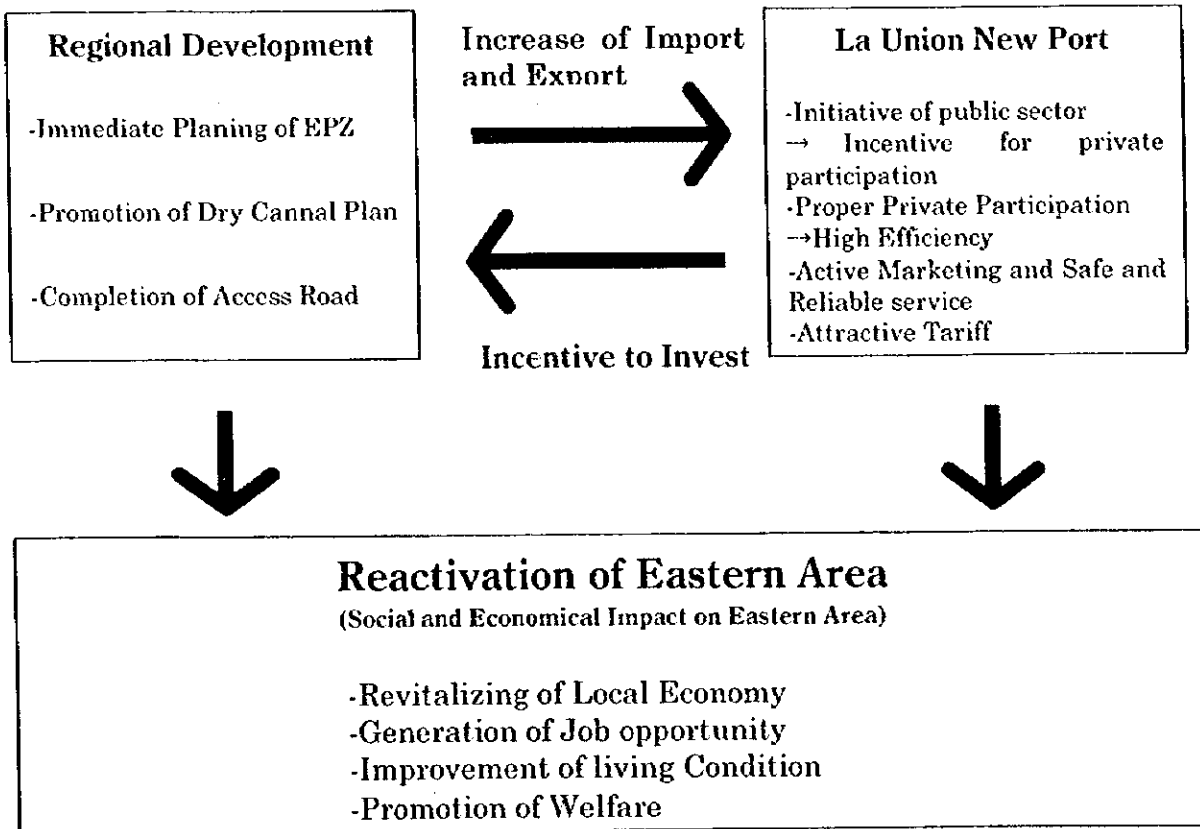 Regional Development
-Immediate Planing of EPZ
-Promotion of Dry Cannal Plan
-Completion of Access Road
Increase of Import
and Export
Incentive to Invest
La Union New Port
-Initiative of public sector
→ Incentive for private
participation
-Proper Private Participation
→High Efficiency
-Active Marketing and Safe and
Reliable service
-Attractive Tariff
Reactivation of Eastern Area
(Social and Economical Impact on Eastern Area)
-Revitalizing of Local Economy
-Generation of Job opportunity
-Improvement of living Condition
-Promotion of Welfare